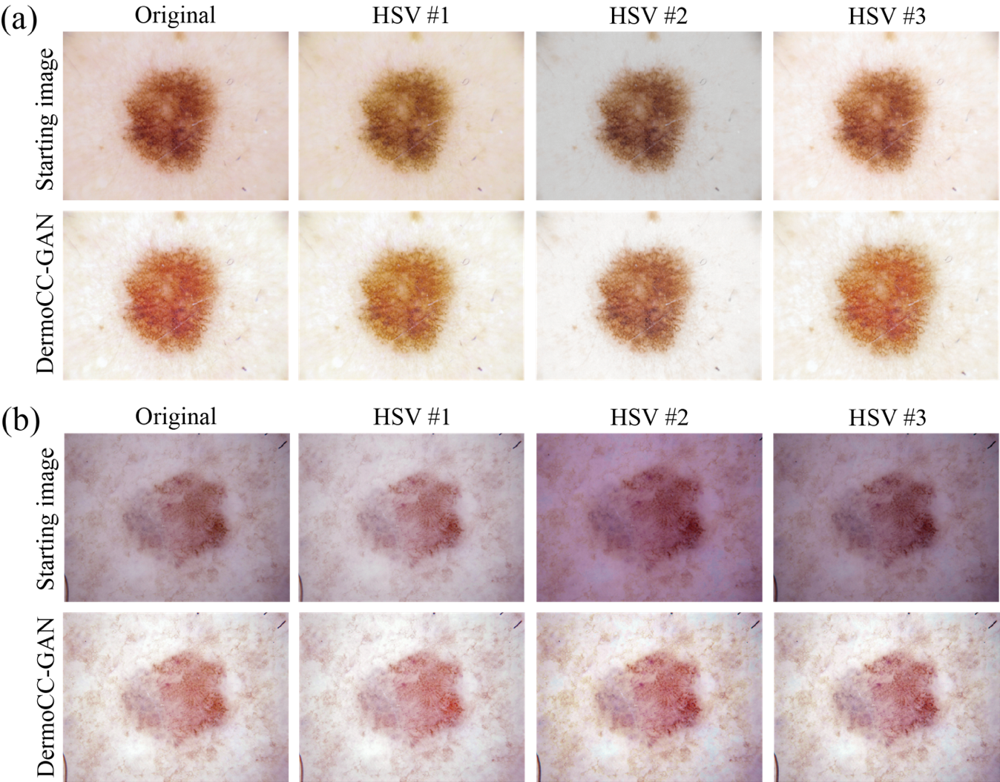 (a)
Original HSV #1 HSV #2 HSV #3
Starting image
DermoCC-GAN
(b)
Original HSV #1 HSV #2 HSV #3
Starting image
DermoCC-GAN